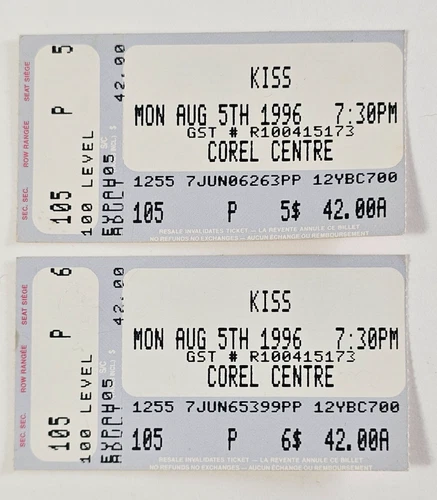 SEC. SEC. ROW RANGÉE SEAT SIÈGE
105 P 5
100 LEVEL
EVPAH05
ADULT 42.00
KISS
MON AUG 5TH 1996 7:30PM
GST # R100415173
COREL CENTRE
1255 7JUN06263PP 12YBC700
105 P 5$ 42.00A
RESALE INVALIDATES TICKET — LA REVENTE ANNULE CE BILLET
NO REFUNDS NO EXCHANGES — AUCUN ÉCHANGE OU REMBOURSEMENT
SEC. SEC. ROW RANGÉE SEAT SIÈGE
105 P 6
100 LEVEL
EVPAH05
ADULT 42.00
KISS
MON AUG 5TH 1996 7:30PM
GST # R100415173
COREL CENTRE
1255 7JUN65399PP 12YBC700
105 P 6$ 42.00A
RESALE INVALIDATES TICKET — LA REVENTE ANNULE CE BILLET
NO REFUNDS NO EXCHANGES — AUCUN ÉCHANGE OU REMBOURSEMENT